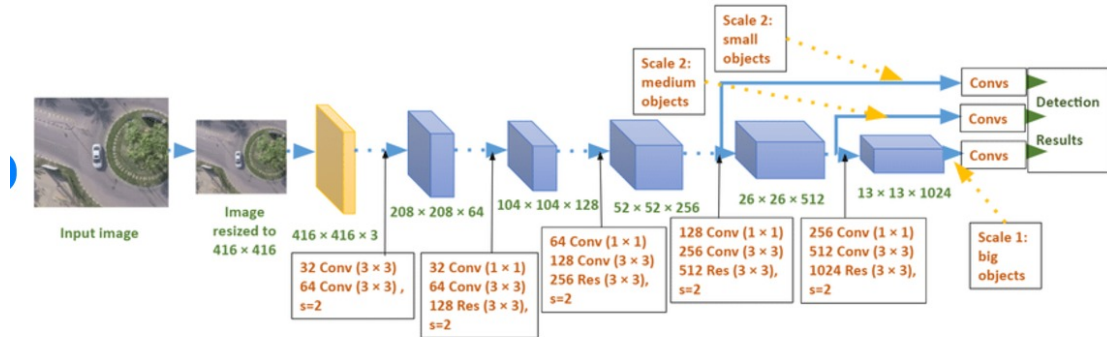 Scale 2:
small
objects
Scale 2:
medium
objects
Convs
Convs
Convs
Detection
Results
Input image
Image
resized to
416 × 416
416 × 416 × 3
208 × 208 × 64
104 × 104 × 128
52 × 52 × 256
26 × 26 × 512
13 × 13 × 1024
32 Conv (3 × 3)
64 Conv (3 × 3) ,
s=2
32 Conv (1 × 1)
64 Conv (3 × 3)
128 Res (3 × 3),
s=2
64 Conv (1 × 1)
128 Conv (3 × 3)
256 Res (3 × 3),
s=2
128 Conv (1 × 1)
256 Conv (3 × 3)
512 Res (3 × 3),
s=2
256 Conv (1 × 1)
512 Conv (3 × 3)
1024 Res (3 × 3),
s=2
Scale 1:
big
objects